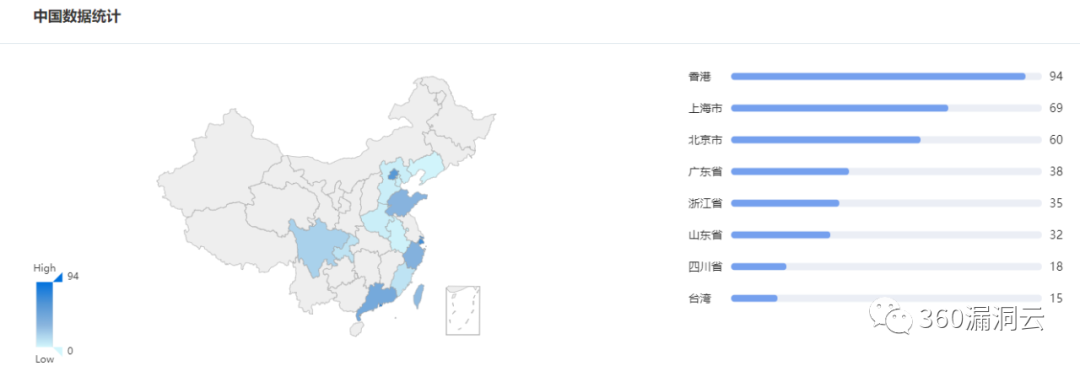 中国数据统计
香港 94
上海市 69
北京市 60
广东省 38
浙江省 35
山东省 32
四川省 18
台湾 15
High
94
0
Low
360漏洞云